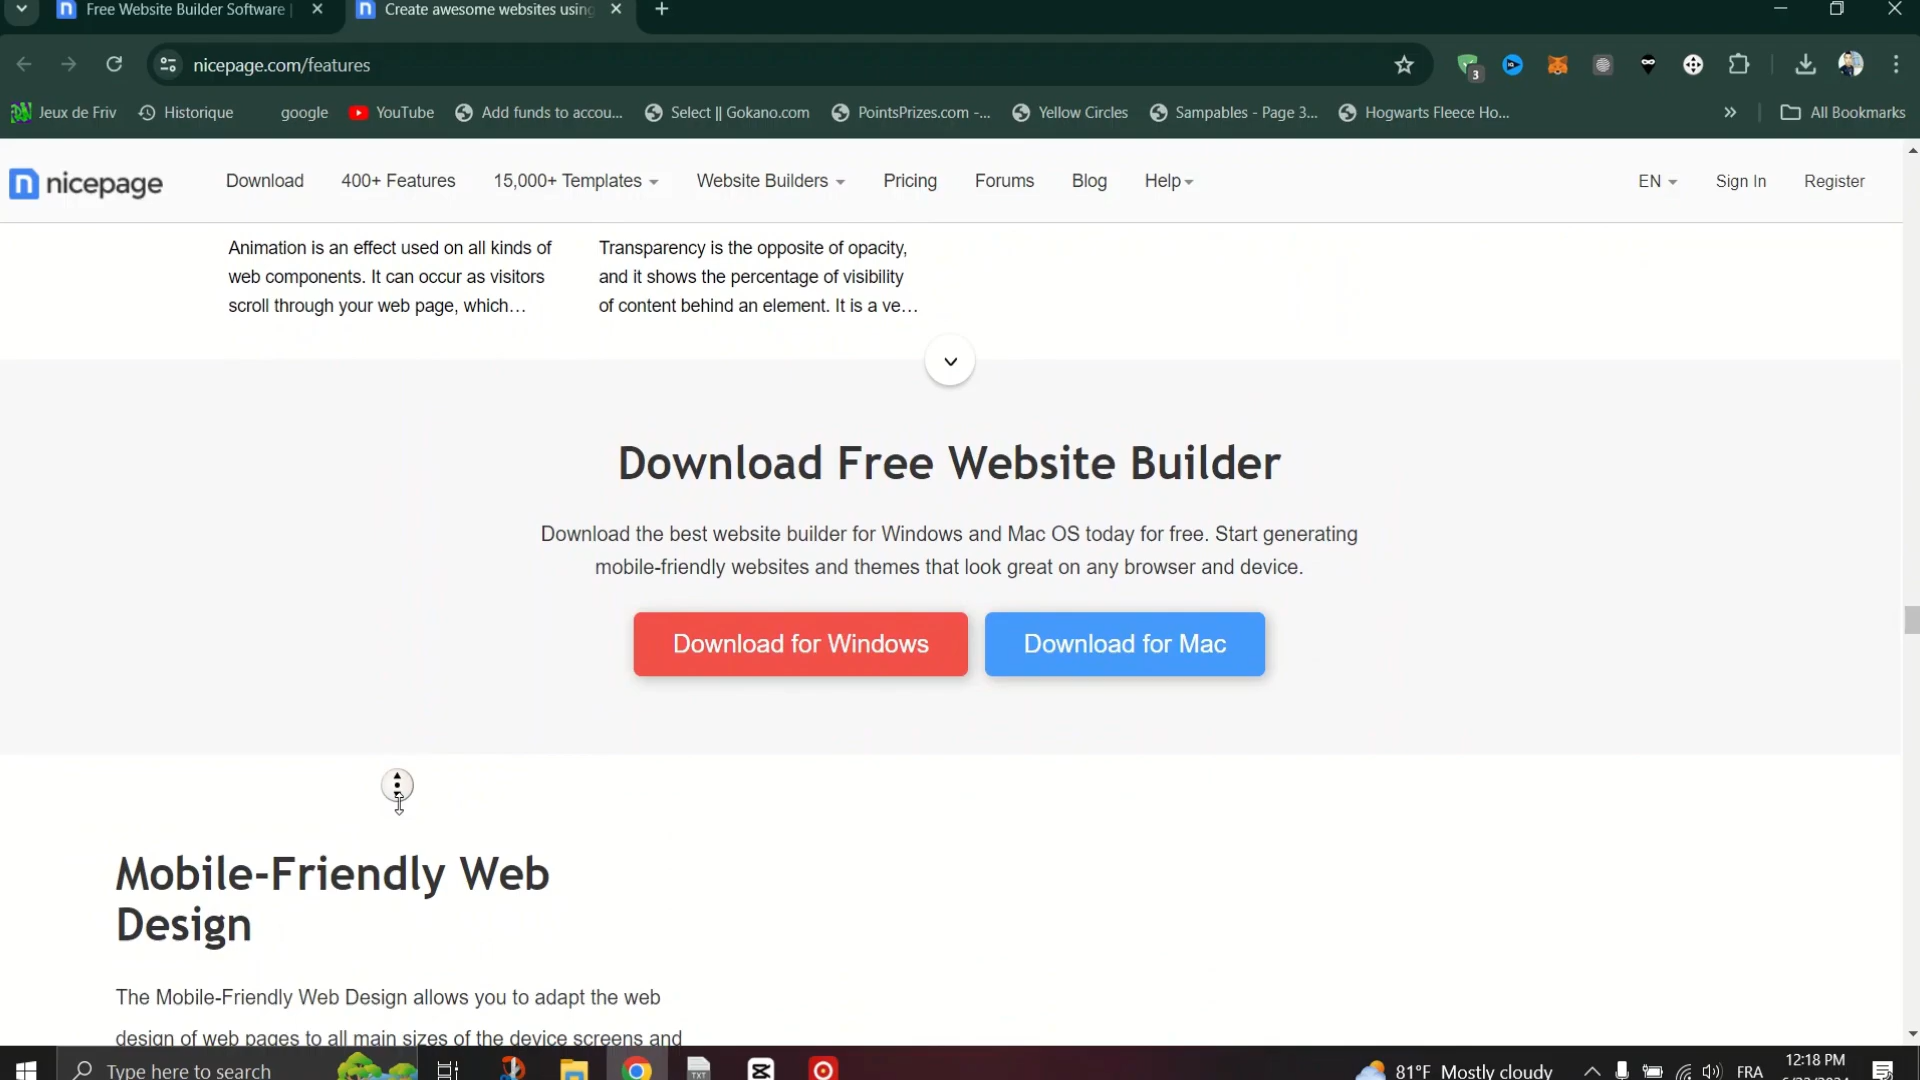 Free Website Builder Software |
Create awesome websites using
nicepage.com/features
3
Jeux de Friv
Historique
google
YouTube
Add funds to accou...
Select || Gokano.com
PointsPrizes.com -...
Yellow Circles
Sampables - Page 3...
Hogwarts Fleece Ho...
All Bookmarks
nicepage
Download
400+ Features
15,000+ Templates
Website Builders
Pricing
Forums
Blog
Help
EN
Sign In
Register
Animation is an effect used on all kinds of
web components. It can occur as visitors
scroll through your web page, which...
Transparency is the opposite of opacity,
and it shows the percentage of visibility
of content behind an element. It is a ve...
Download Free Website Builder
Download the best website builder for Windows and Mac OS today for free. Start generating
mobile-friendly websites and themes that look great on any browser and device.
Download for Windows
Download for Mac
Mobile-Friendly Web
Design
The Mobile-Friendly Web Design allows you to adapt the web
design of web pages to all main sizes of the device screens and
Type here to search
TXT
81°F Mostly cloudy
FRA
12:18 PM